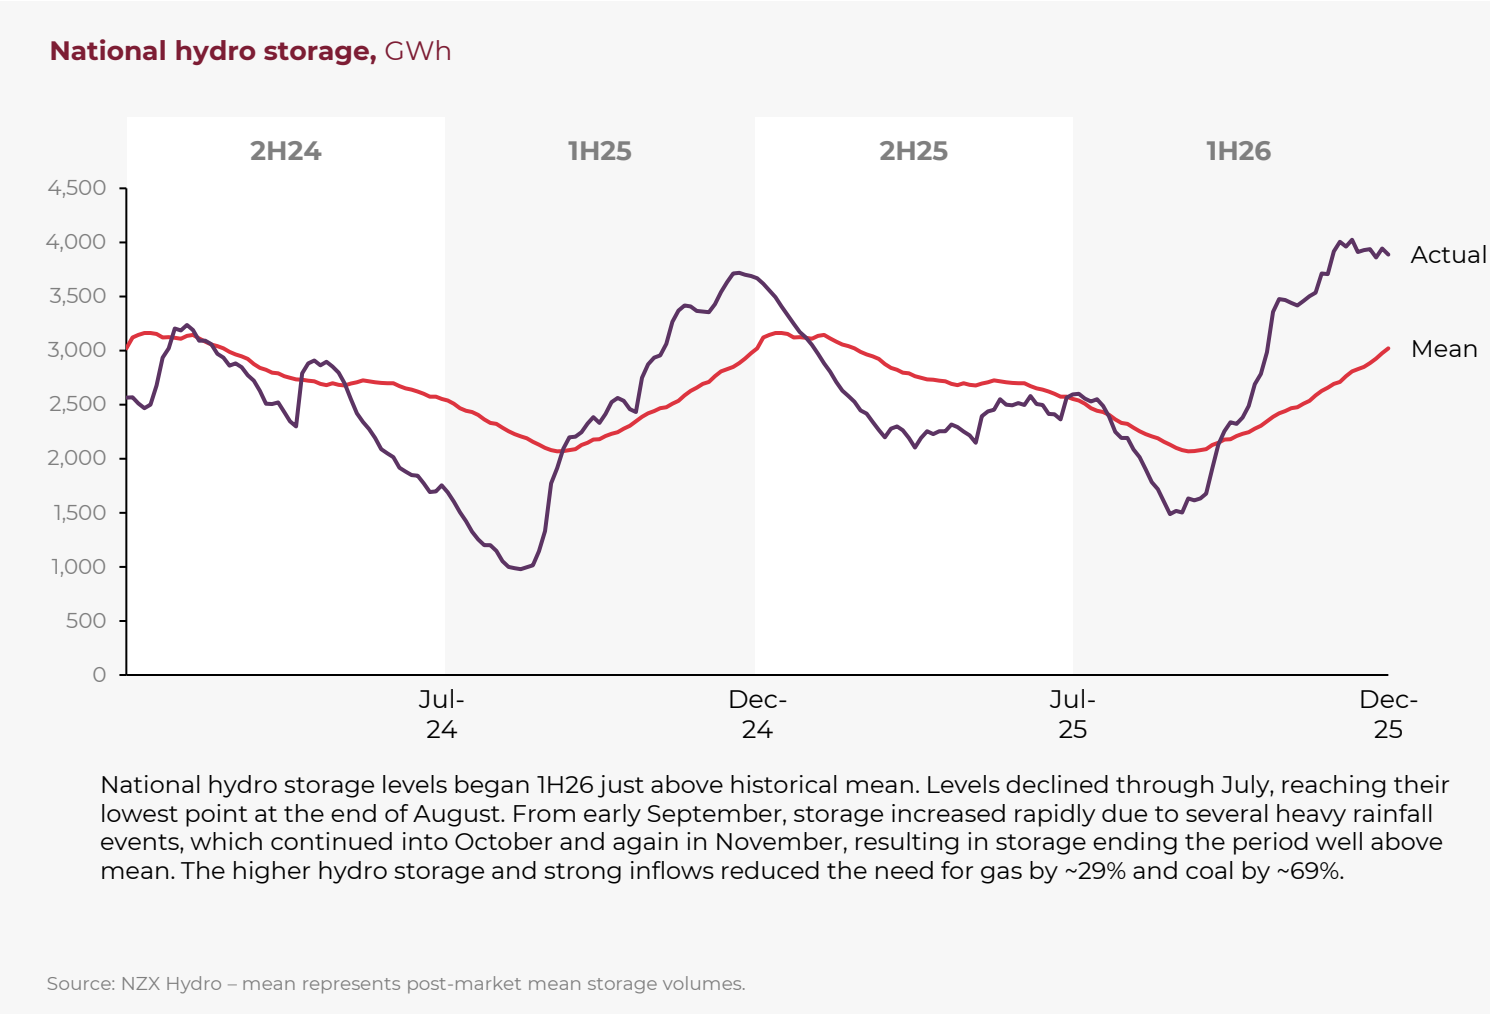 National hydro storage, GWh
2H24
1H25
2H25
1H26
4,500
4,000
3,500
3,000
2,500
2,000
1,500
1,000
500
0
Actual
Mean
Jul-
24
Dec-
24
Jul-
25
Dec-
25
National hydro storage levels began 1H26 just above historical mean. Levels declined through July, reaching their
lowest point at the end of August. From early September, storage increased rapidly due to several heavy rainfall
events, which continued into October and again in November, resulting in storage ending the period well above
mean. The higher hydro storage and strong inflows reduced the need for gas by ~29% and coal by ~69%.
Source: NZX Hydro – mean represents post-market mean storage volumes.